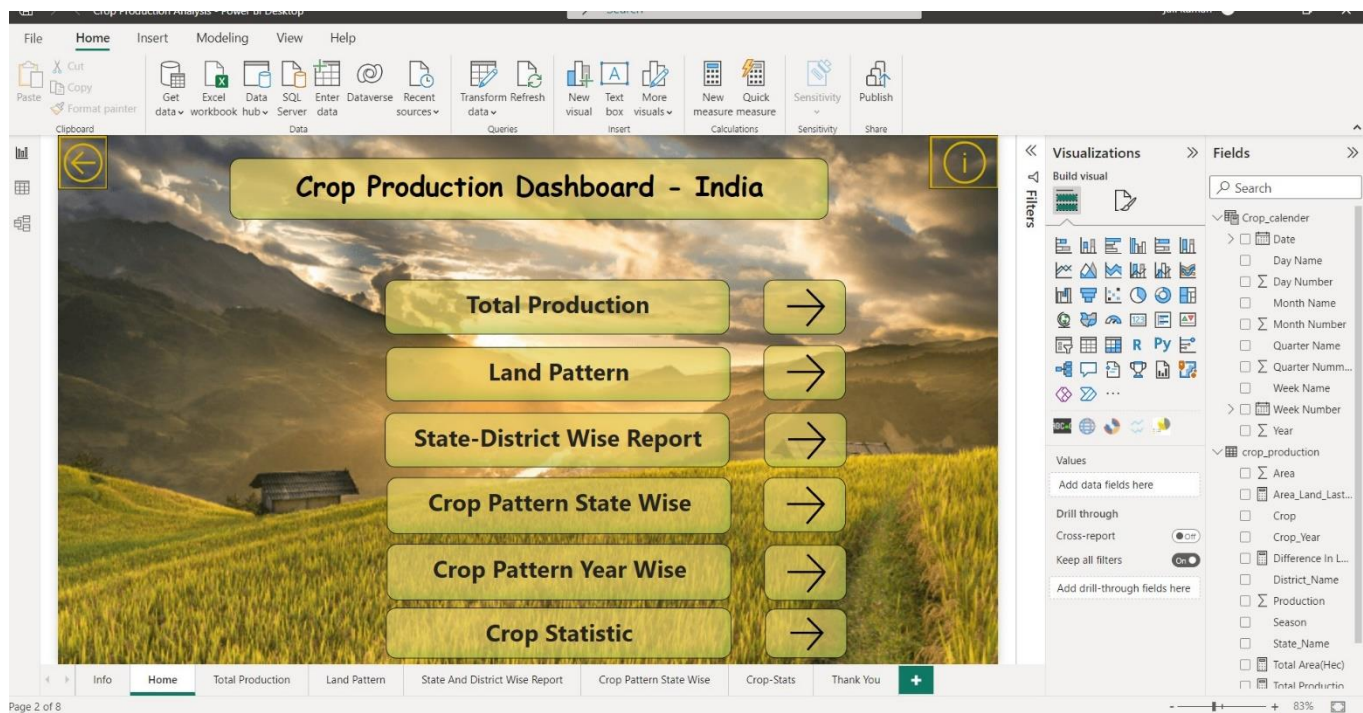 Crop Production Analysis - Power BI Desktop
Search
File Home Insert Modeling View Help
Paste
Cut
Copy
Format painter
Clipboard
Get data
Excel workbook
Data hub
SQL Server
Enter data
Dataverse
Recent sources
Data
Transform data
Refresh
Queries
New visual
Text box
More visuals
Insert
New measure
Quick measure
Calculations
Sensitivity
Sensitivity
Publish
Share
Crop Production Dashboard - India
Total Production
Land Pattern
State-District Wise Report
Crop Pattern State Wise
Crop Pattern Year Wise
Crop Statistic
Filters
Visualizations
Build visual
R Py
123
Values
Add data fields here
Drill through
Cross-report Off
Keep all filters On
Add drill-through fields here
Fields
Search
Crop_calender
Date
Day Name
Day Number
Month Name
Month Number
Quarter Name
Quarter Numm...
Week Name
Week Number
Year
crop_production
Area
Area_Land_Last...
Crop
Crop_Year
Difference In L...
District_Name
Production
Season
State_Name
Total Area(Hec)
Total Productio
Info Home Total Production Land Pattern State And District Wise Report Crop Pattern State Wise Crop-Stats Thank You
Page 2 of 8
83%